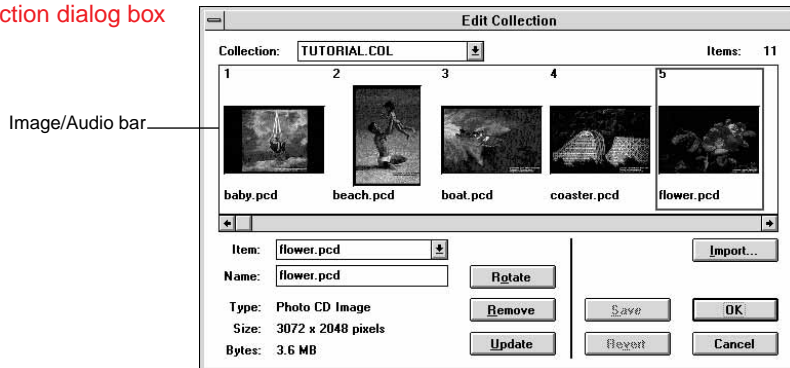 ction dialog box
Edit Collection
Collection: TUTORIAL.COL Items: 11
1 2 3 4 5
Image/Audio bar
baby.pcd beach.pcd boat.pcd coaster.pcd flower.pcd
Item: flower.pcd Import...
Name: flower.pcd Rotate
Type: Photo CD Image Remove Save OK
Size: 3072 x 2048 pixels
Bytes: 3.6 MB Update Revert Cancel